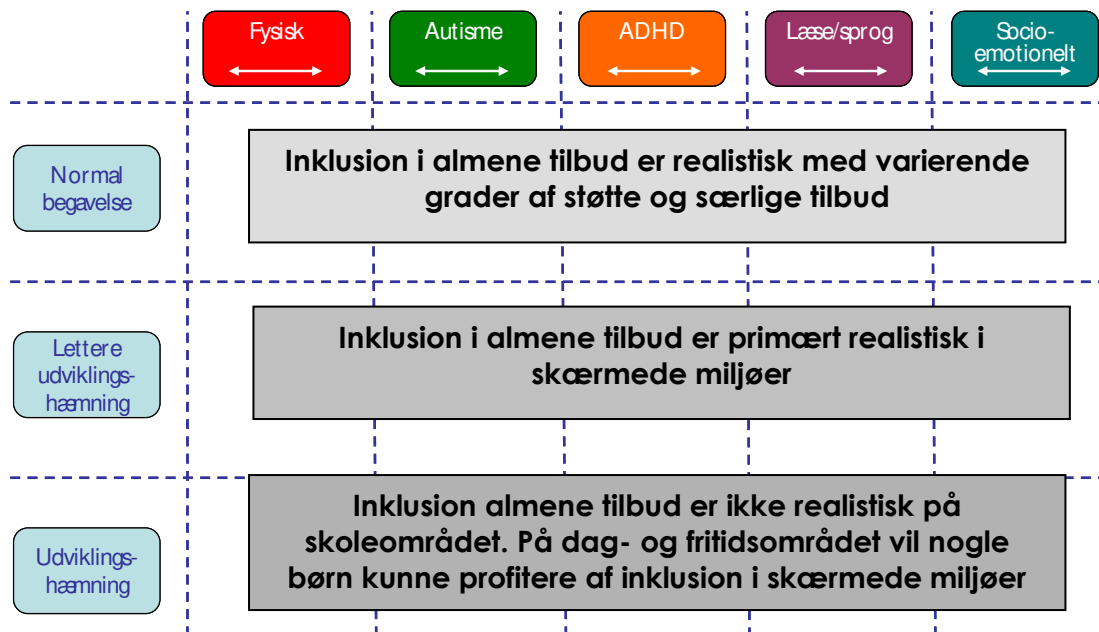 Fysisk
Autisme
ADHD
Læse/sprog
Socio-
emotionelt
Normal
begavelse
Inklusion i almene tilbud er realistisk med varierende
grader af støtte og særlige tilbud
Lettere
udviklings-
hæmning
Inklusion i almene tilbud er primært realistisk i
skærmede miljøer
Udviklings-
hæmning
Inklusion almene tilbud er ikke realistisk på
skoleområdet. På dag- og fritidsområdet vil nogle
børn kunne profitere af inklusion i skærmede miljøer